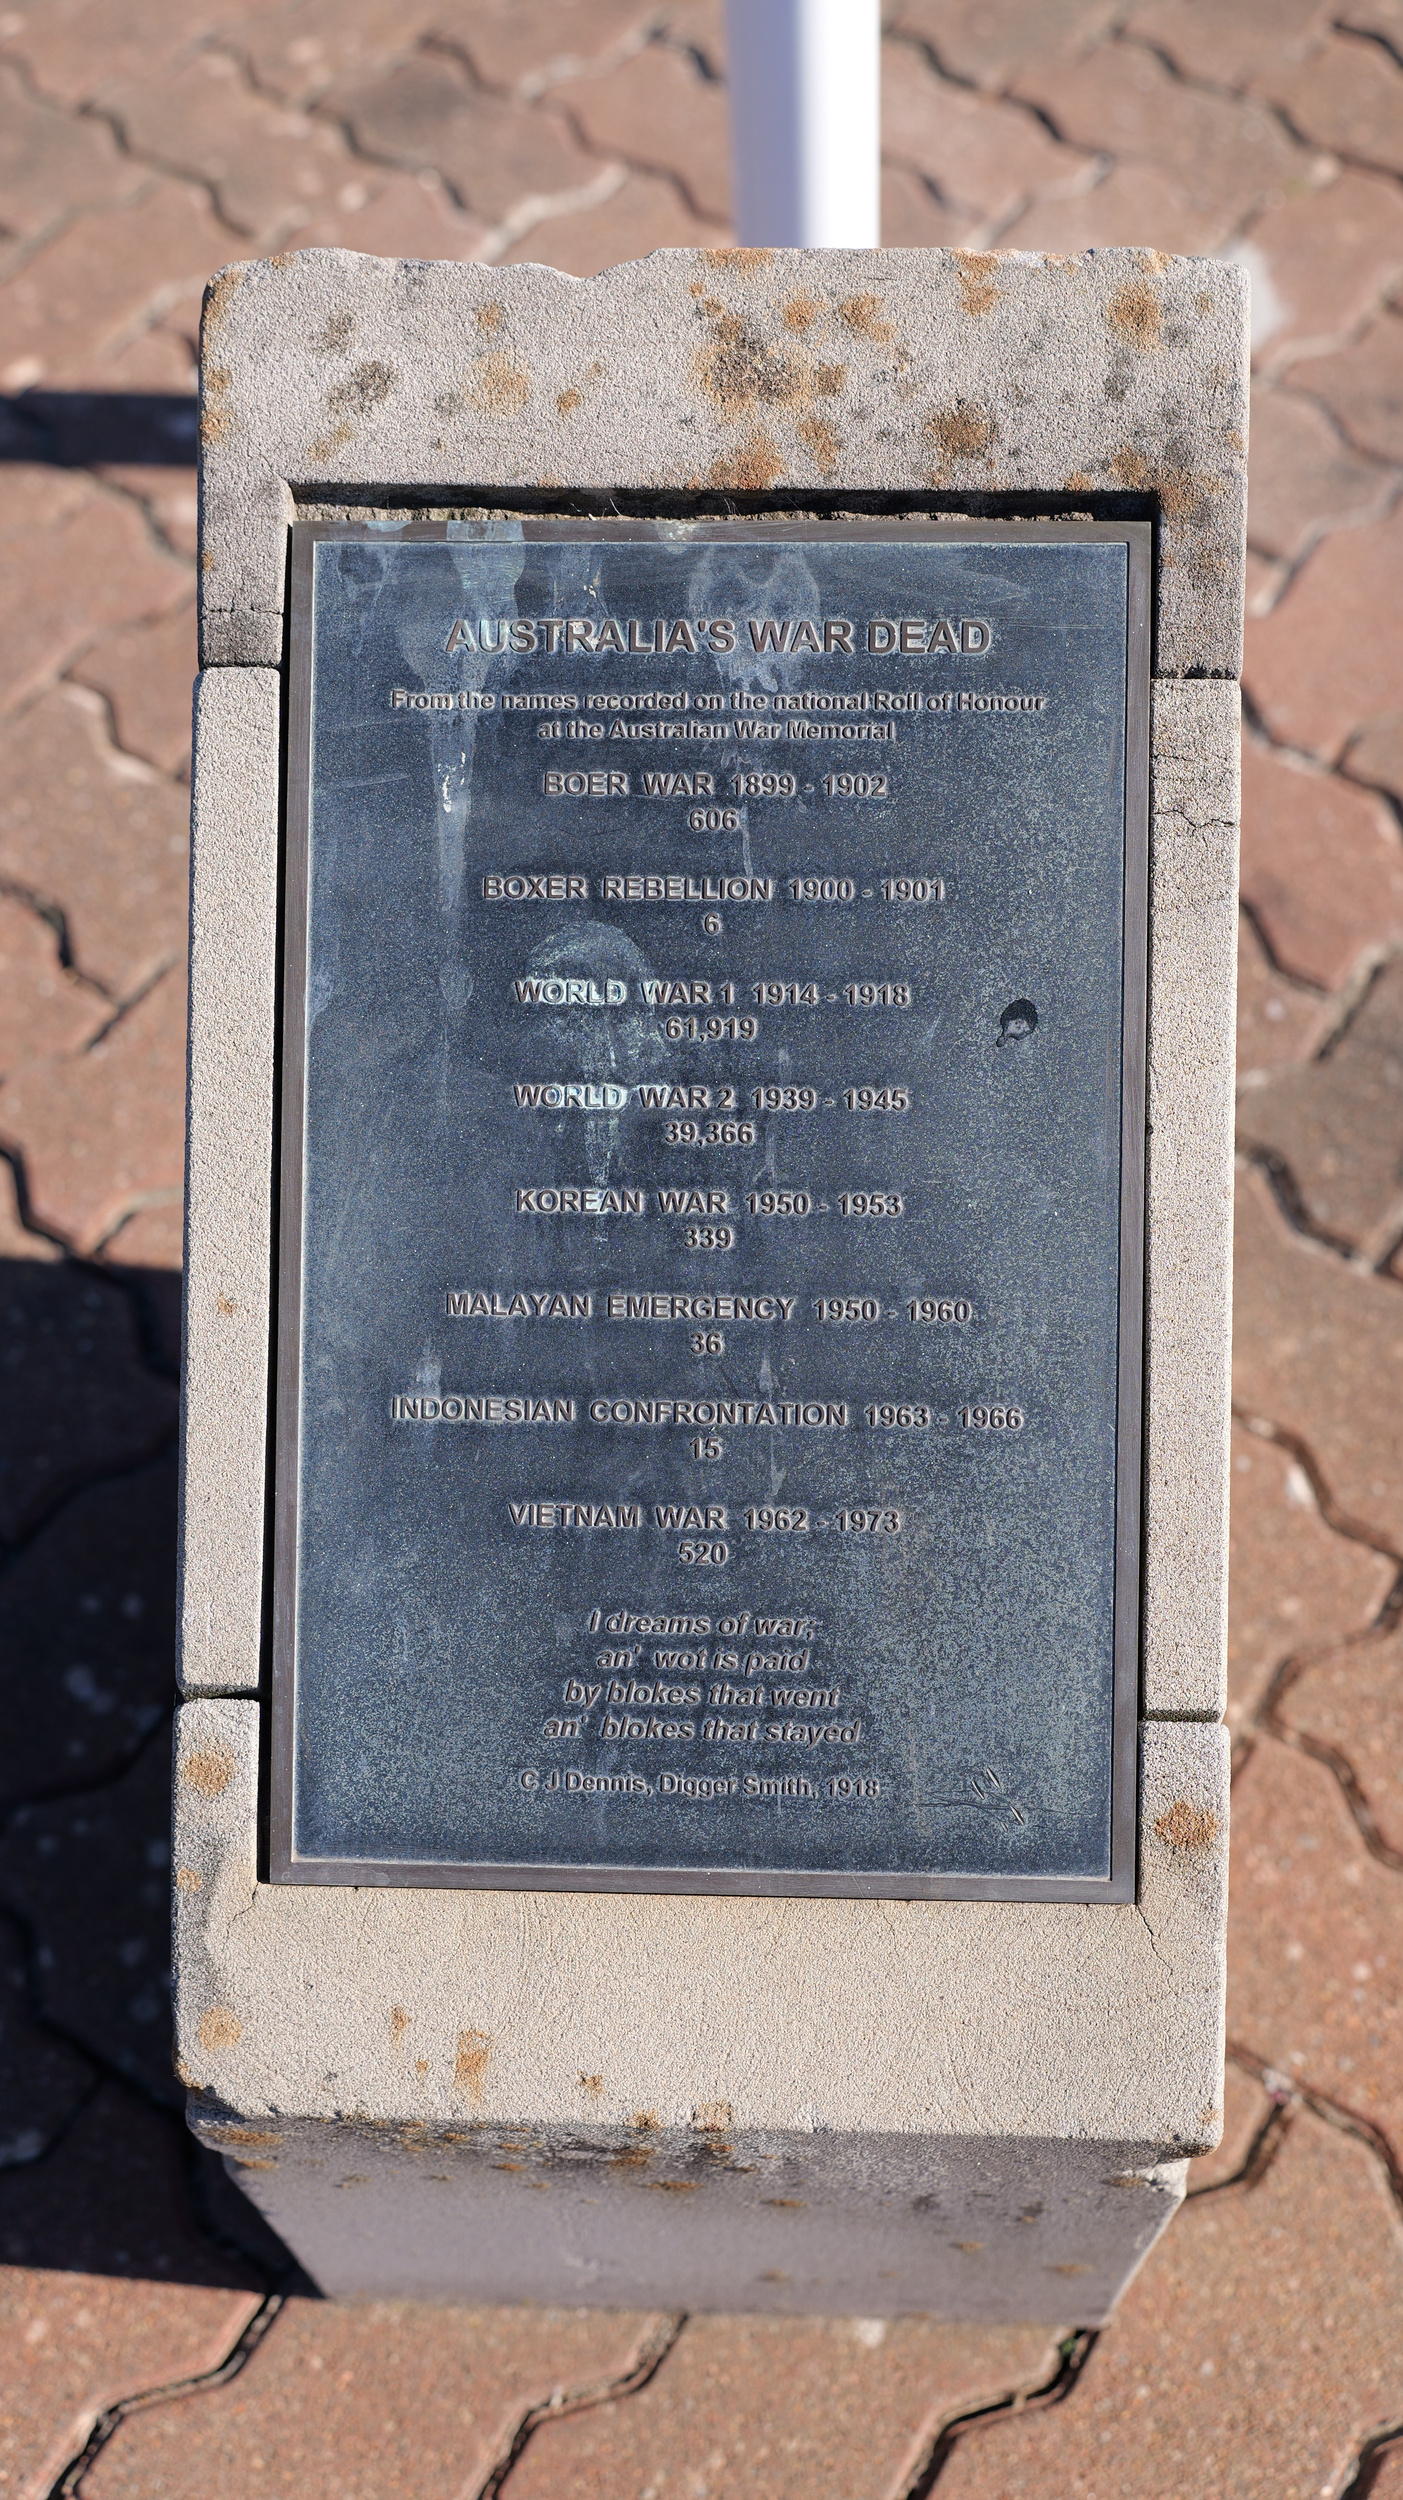 AUSTRALIA'S WAR DEAD
From the names recorded on the national Roll of Honour
at the Australian War Memorial
BOER WAR 1899 - 1902
606
BOXER REBELLION 1900 - 1901
6
WORLD WAR 1 1914 - 1918
61,919
WORLD WAR 2 1939 - 1945
39,366
KOREAN WAR 1950 - 1953
339
MALAYAN EMERGENCY 1950 - 1960
36
INDONESIAN CONFRONTATION 1963 - 1966
15
VIETNAM WAR 1962 - 1973
520
I dreams of war;
an' wot is paid
by blokes that went
an' blokes that stayed
C J Dennis, Digger Smith, 1918